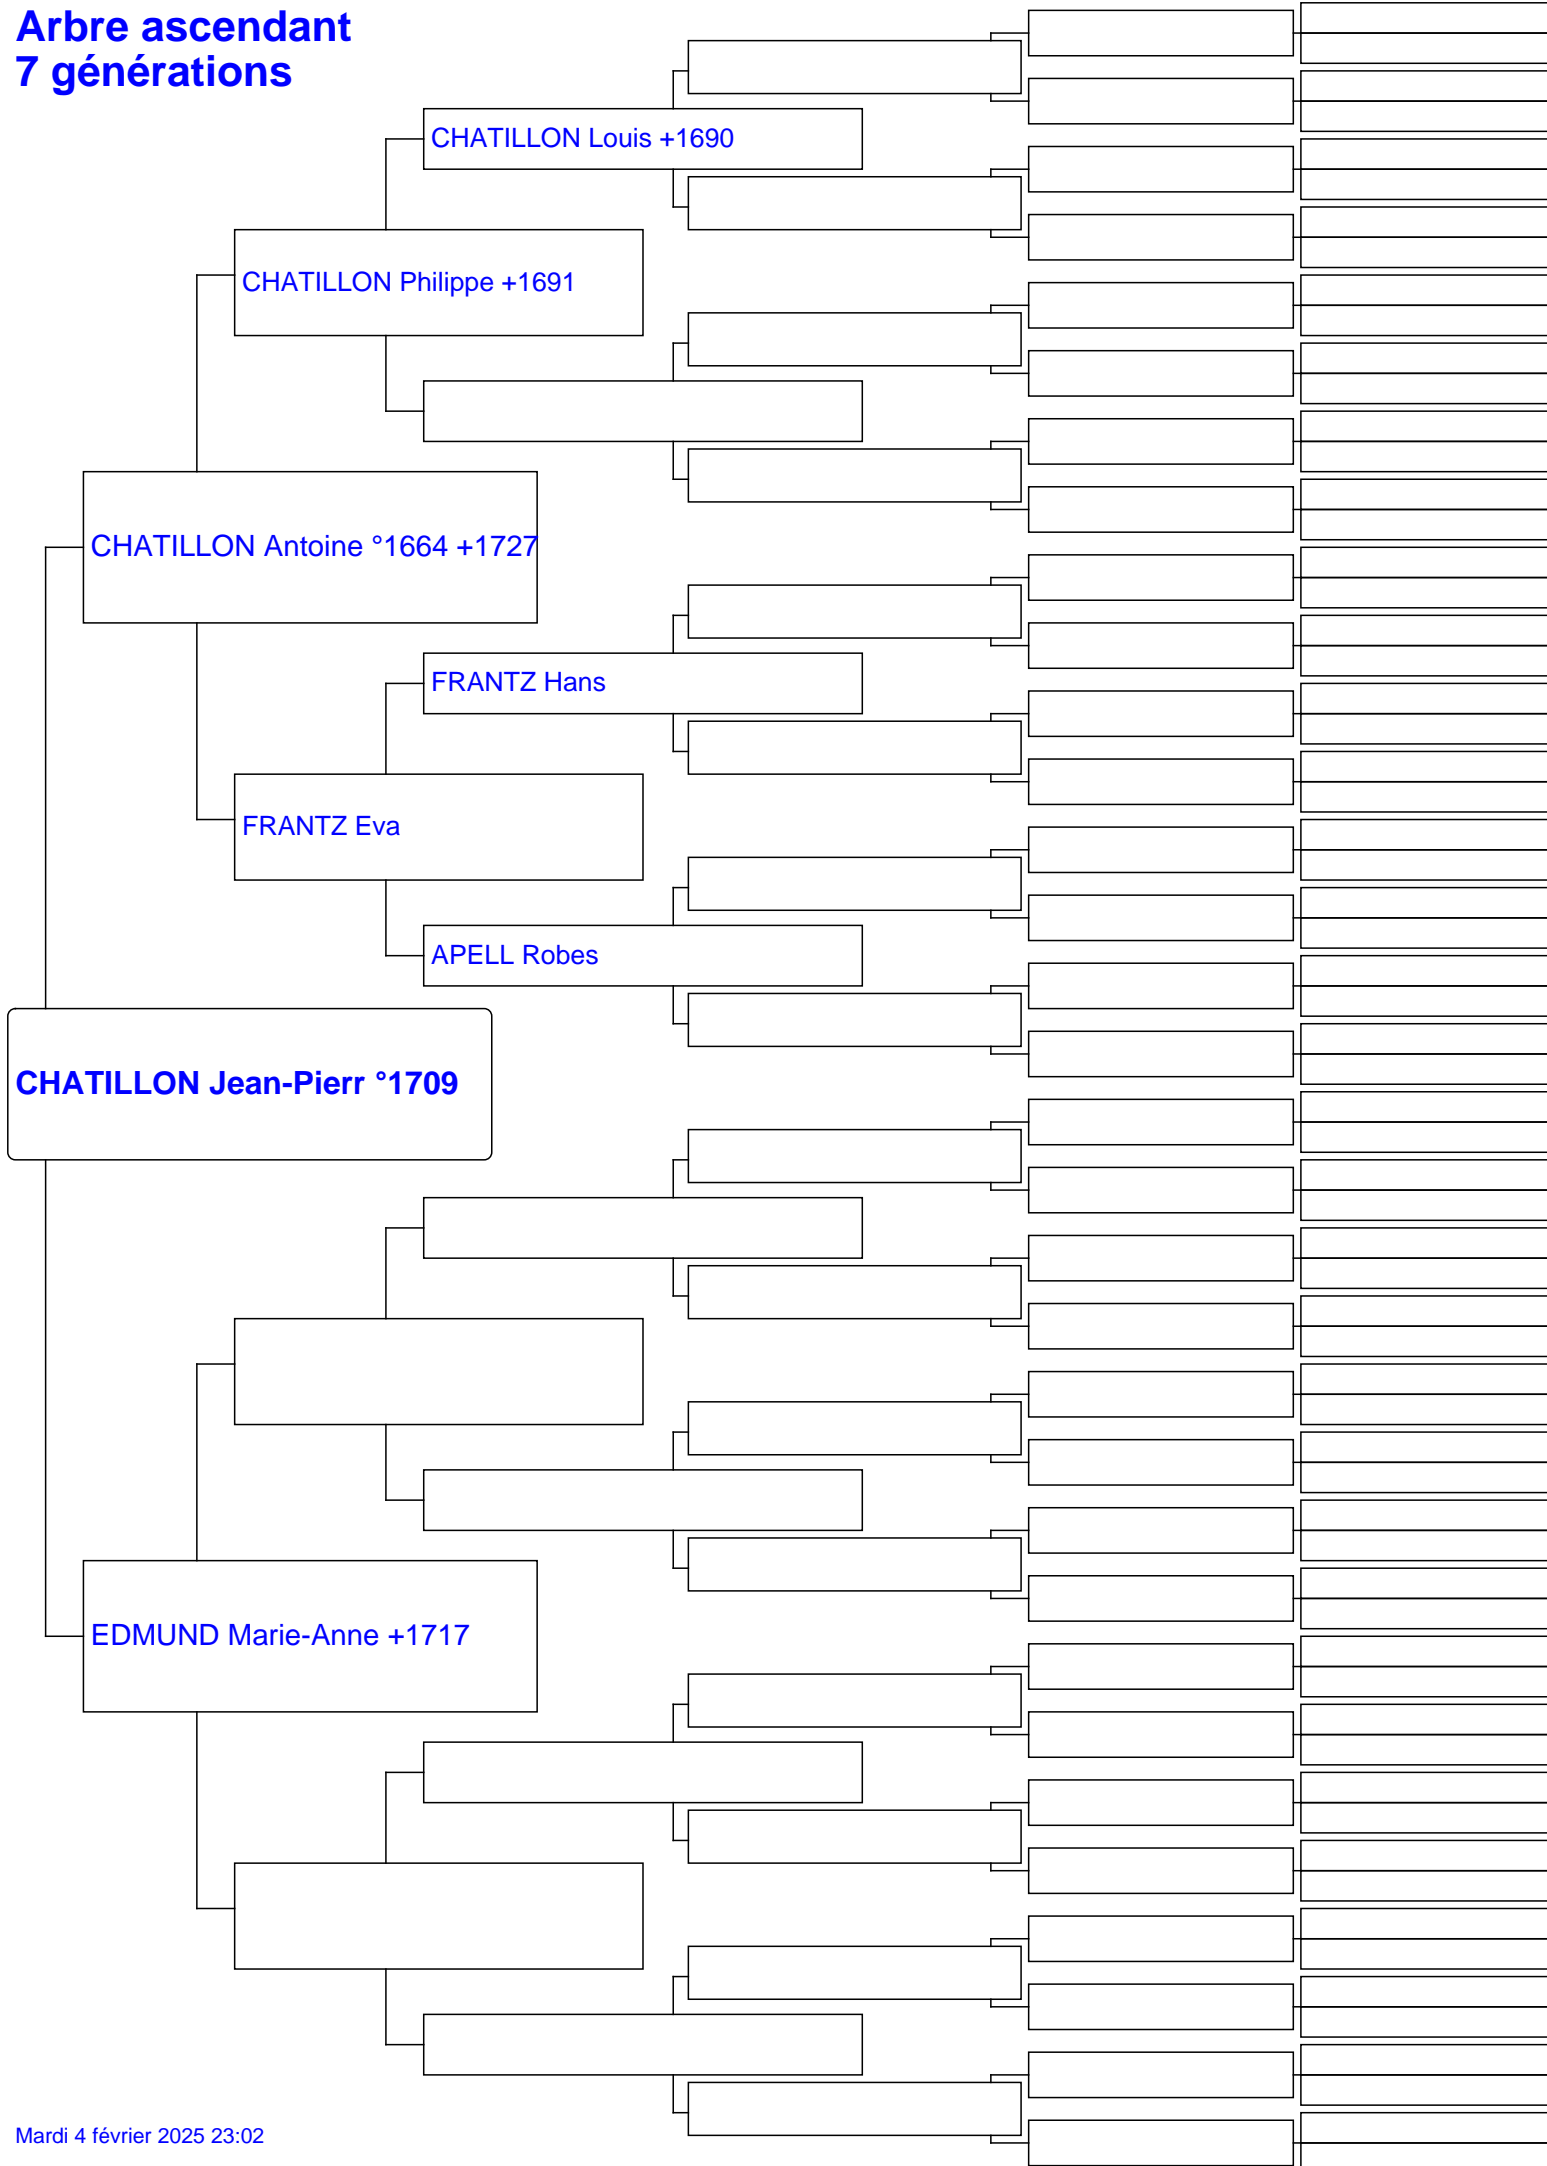 Arbre ascendant
7 générations
CHATILLON Louis +1690
CHATILLON Philippe +1691
CHATILLON Antoine °1664 +1727
FRANTZ Hans
FRANTZ Eva
APELL Robes
CHATILLON Jean-Pierr °1709
EDMUND Marie-Anne +1717
Mardi 4 février 2025 23:02